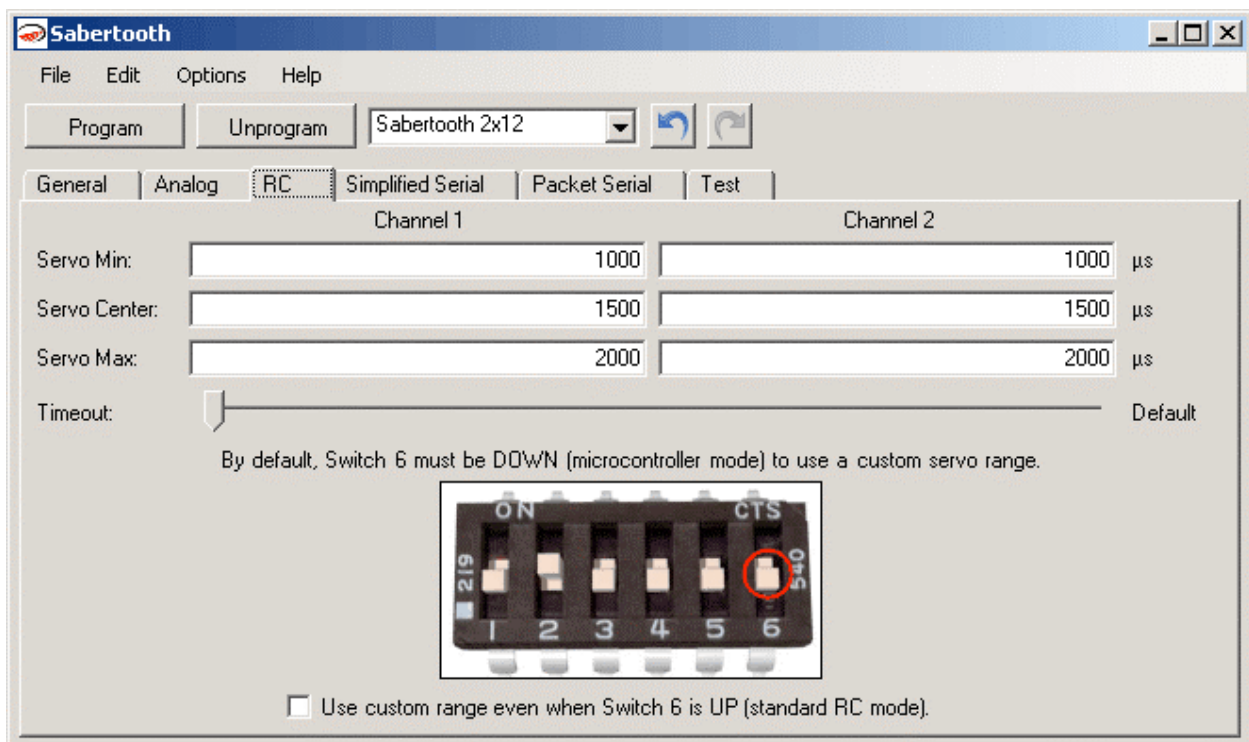 Sabertooth
File Edit Options Help
Program Unprogram Sabertooth 2x12
General Analog RC Simplified Serial Packet Serial Test
Channel 1 Channel 2
Servo Min: 1000 1000 µs
Servo Center: 1500 1500 µs
Servo Max: 2000 2000 µs
Timeout: Default
By default, Switch 6 must be DOWN (microcontroller mode) to use a custom servo range.
ON CTS
219 540
1 2 3 4 5 6
Use custom range even when Switch 6 is UP (standard RC mode).